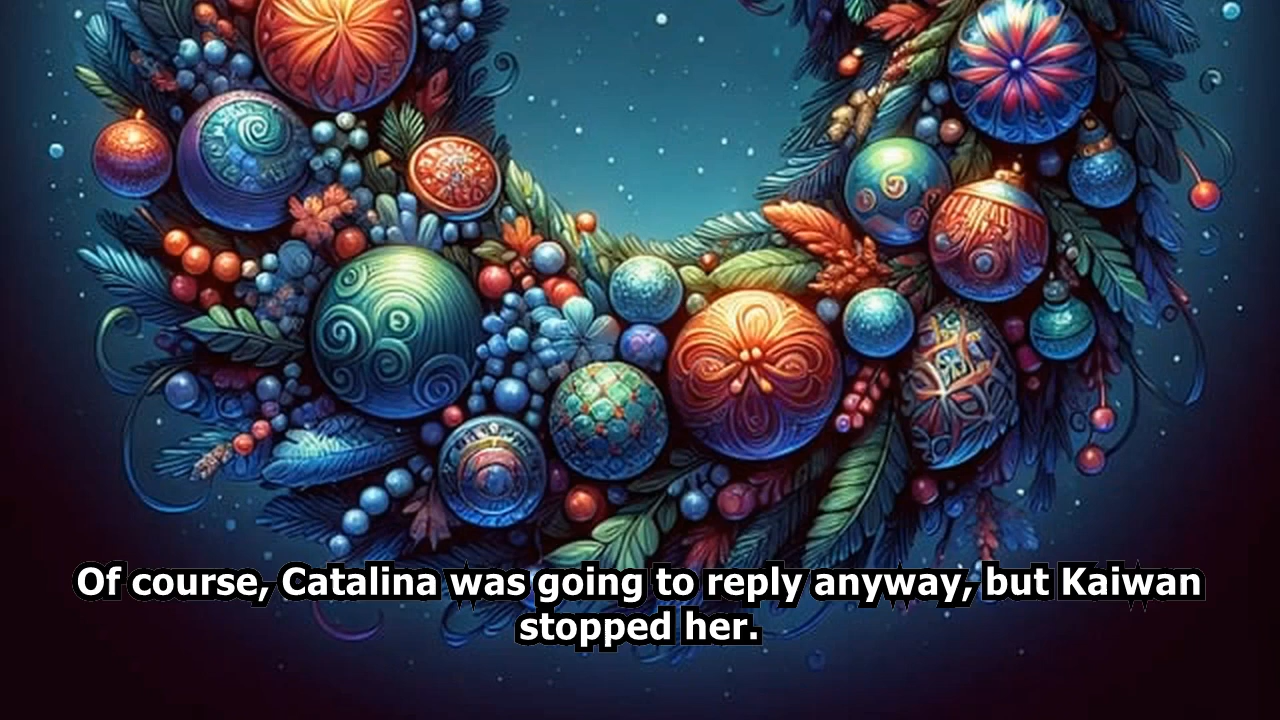 Of course, Catalina was going to reply anyway, but Kaiwan
stopped her.